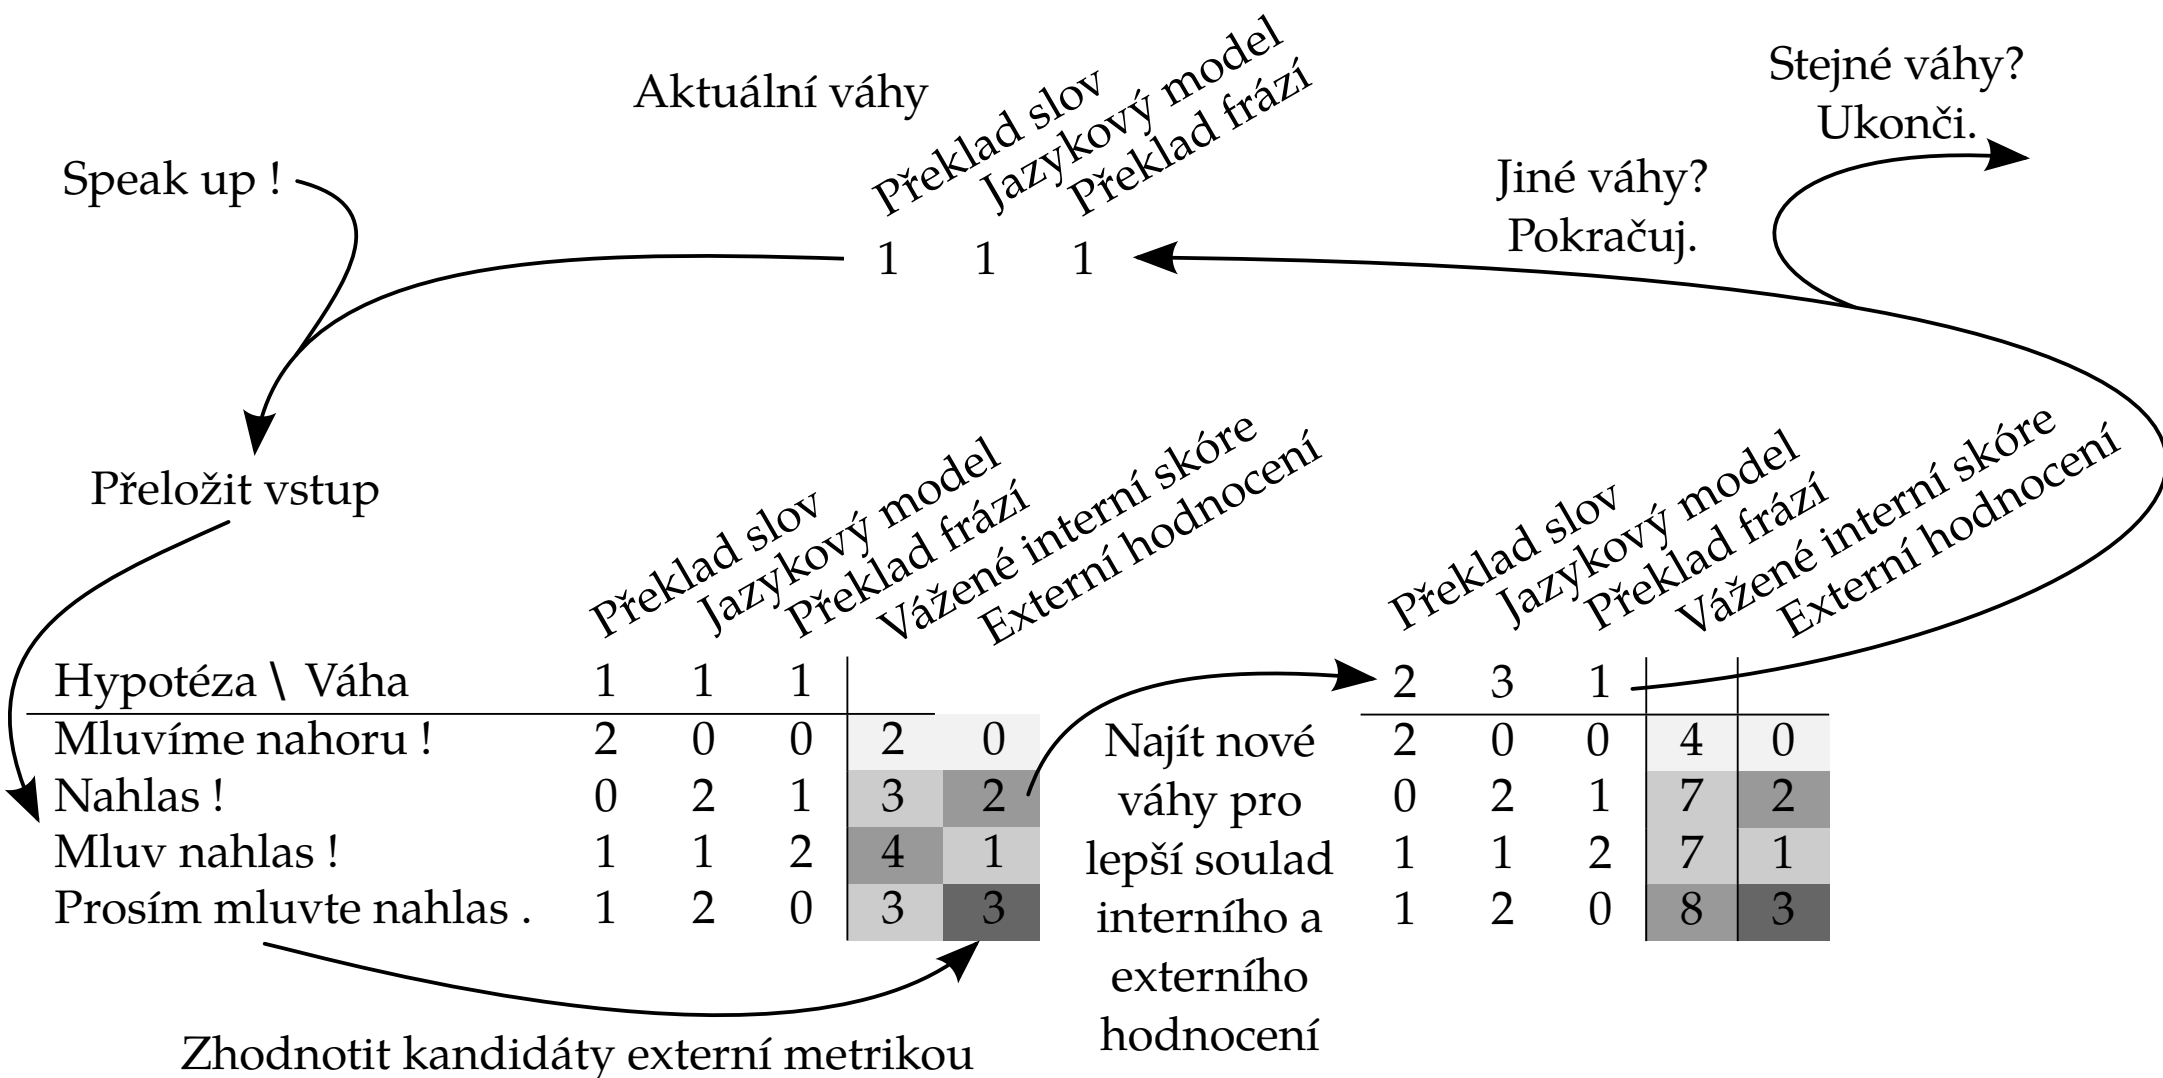 Aktuální váhy
Překlad slov
Jazykový model
Překlad frází
1 1 1
Speak up !
Stejné váhy?
Ukonči.
Jiné váhy?
Pokračuj.
Přeložit vstup
Překlad slov
Jazykový model
Překlad frází
Vážené interní skóre
Externí hodnocení
Hypotéza \ Váha 1 1 1
Mluvíme nahoru ! 2 0 0 2 0
Nahlas ! 0 2 1 3 2
Mluv nahlas ! 1 1 2 4 1
Prosím mluvte nahlas . 1 2 0 3 3
Zhodnotit kandidáty externí metrikou
Najít nové
váhy pro
lepší soulad
interního a
externího
hodnocení
Překlad slov
Jazykový model
Překlad frází
Vážené interní skóre
Externí hodnocení
2 3 1
2 0 0 4 0
0 2 1 7 2
1 1 2 7 1
1 2 0 8 3